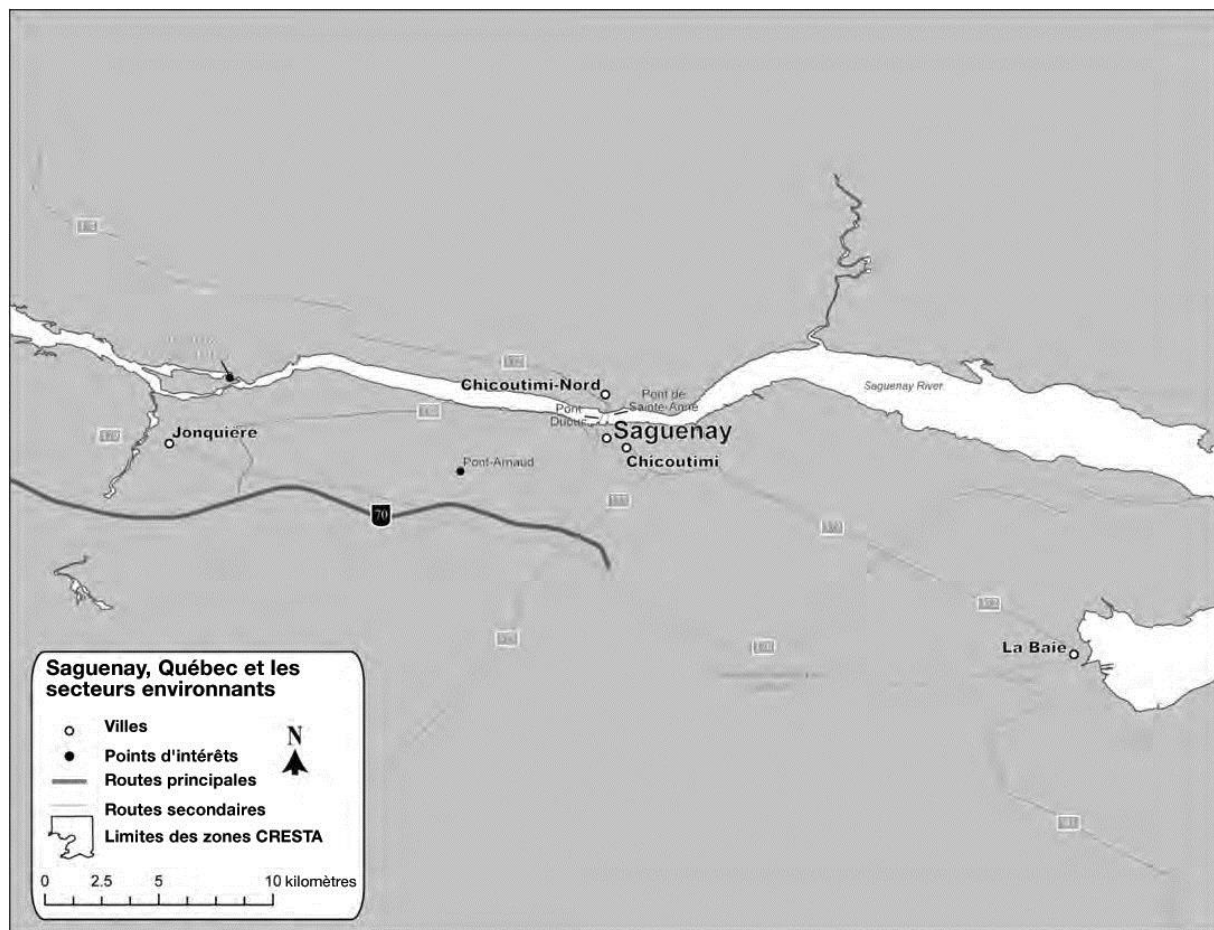 Saguenay River
Chicoutimi-Nord
Pont de
Sainte-Anne
Pont
Dubuc
Saguenay
Jonquière
Chicoutimi
Pont-Arnaud
70
La Baie
Saguenay, Québec et les
secteurs environnants
Villes
N
Points d'intérêts
Routes principales
Routes secondaires
Limites des zones CRESTA
0 2.5 5 10 kilomètres